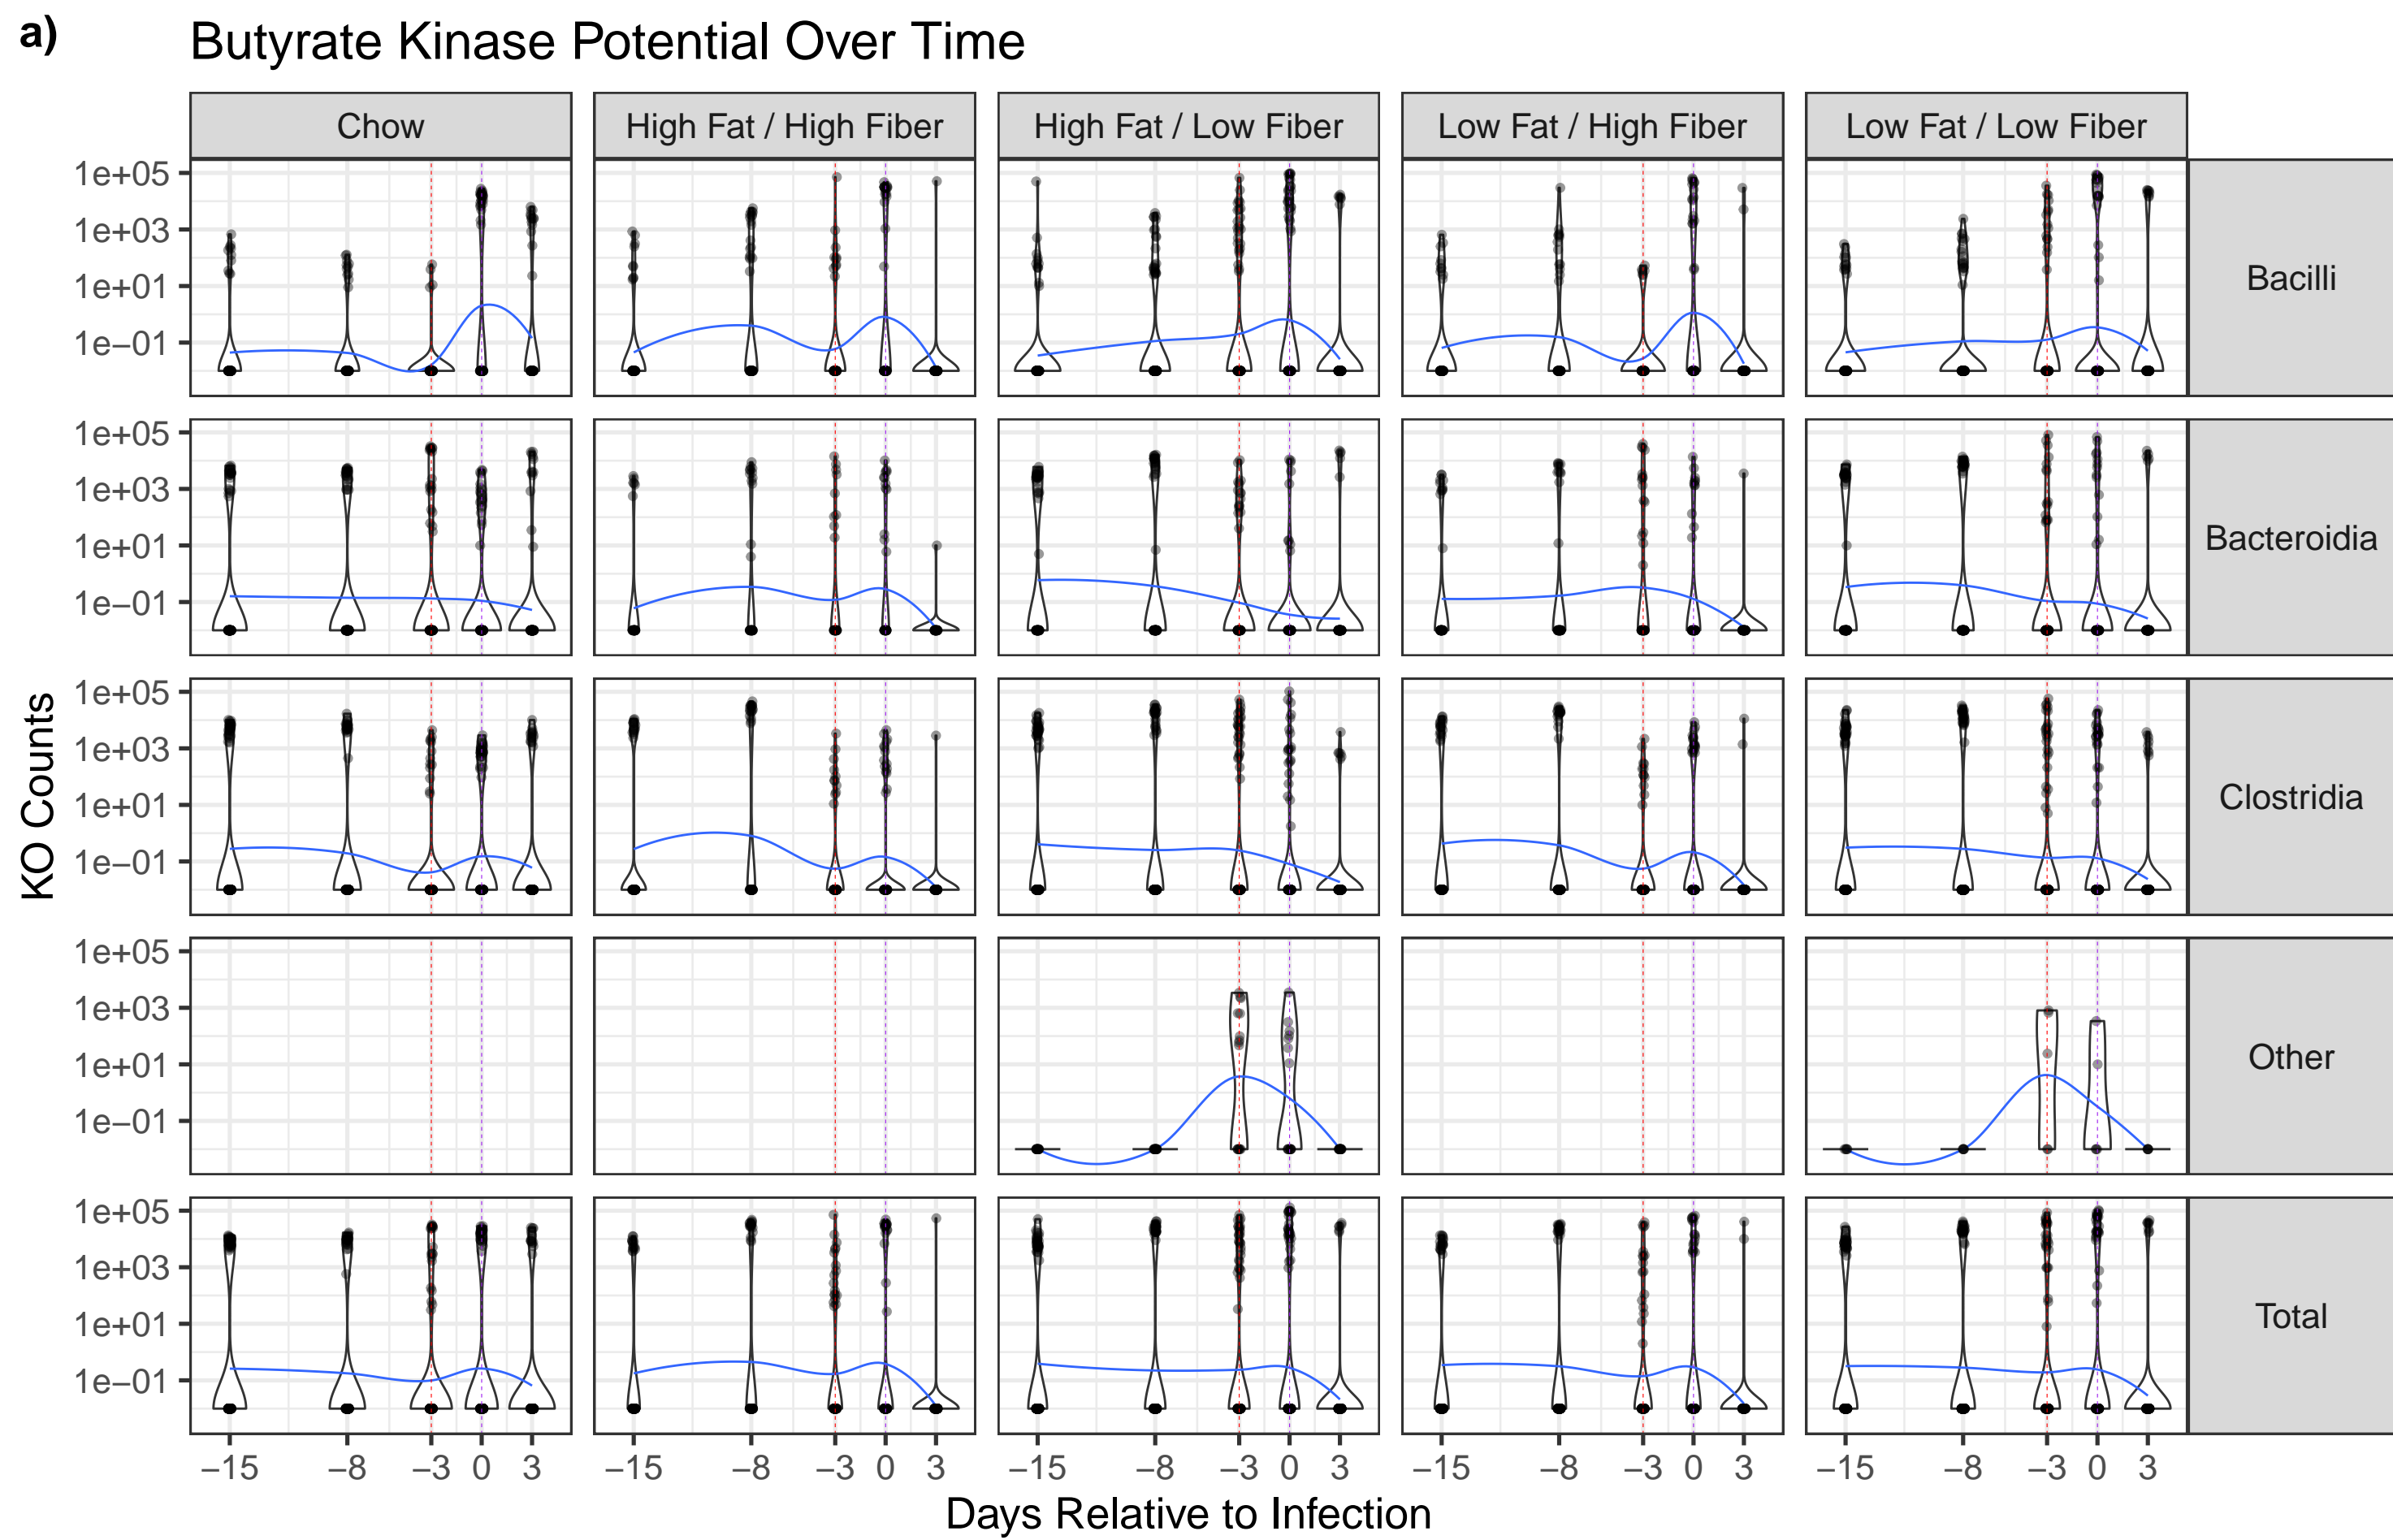 a)
Butyrate Kinase Potential Over Time
Chow
High Fat / High Fiber
High Fat / Low Fiber
Low Fat / High Fiber
Low Fat / Low Fiber
1e+05
1e+03
1e+01
1e−01
Bacilli
1e+05
1e+03
1e+01
1e−01
Bacteroidia
1e+05
1e+03
1e+01
1e−01
Clostridia
1e+05
1e+03
1e+01
1e−01
Other
1e+05
1e+03
1e+01
1e−01
Total
KO Counts
−15 −8 −3 0 3
−15 −8 −3 0 3
−15 −8 −3 0 3
−15 −8 −3 0 3
−15 −8 −3 0 3
Days Relative to Infection